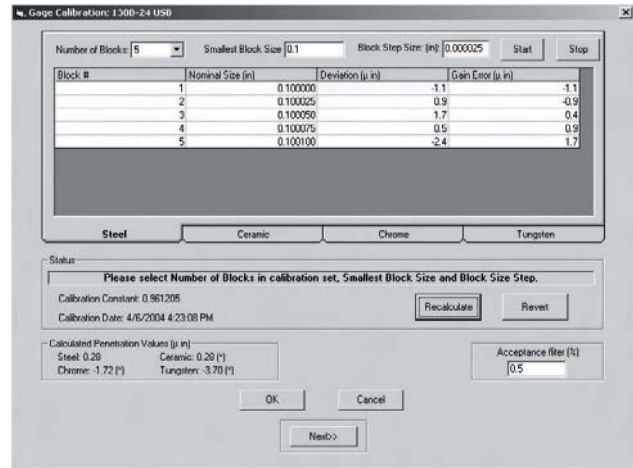 Gage Calibration: 130B-24 USB
Number of Blocks: 5 Smallest Block Size 0.1 Block Step Size: (in): 0.000025 Start Stop
Block # Nominal Size (in) Deviation (µ in) Gain Error (µ in)
1 0.100000 -1.1 -1.1
2 0.100025 0.9 -0.9
3 0.100050 1.7 0.4
4 0.100075 0.5 0.9
5 0.100100 -2.4 1.7
Steel Ceramic Chrome Tungsten
Status
Please select Number of Blocks in calibration set, Smallest Block Size and Block Size Step.
Calibration Constant: 0.961205
Calibration Date: 4/6/2004 4:23:08 PM
Recalculate Revert
Calculated Penetration Values (µ in)
Steel: 0.28 Ceramic: 0.28 (*)
Chrome: -1.72 (*) Tungsten: -3.70 (*)
Acceptance filter (%)
0.5
OK Cancel
Next>>